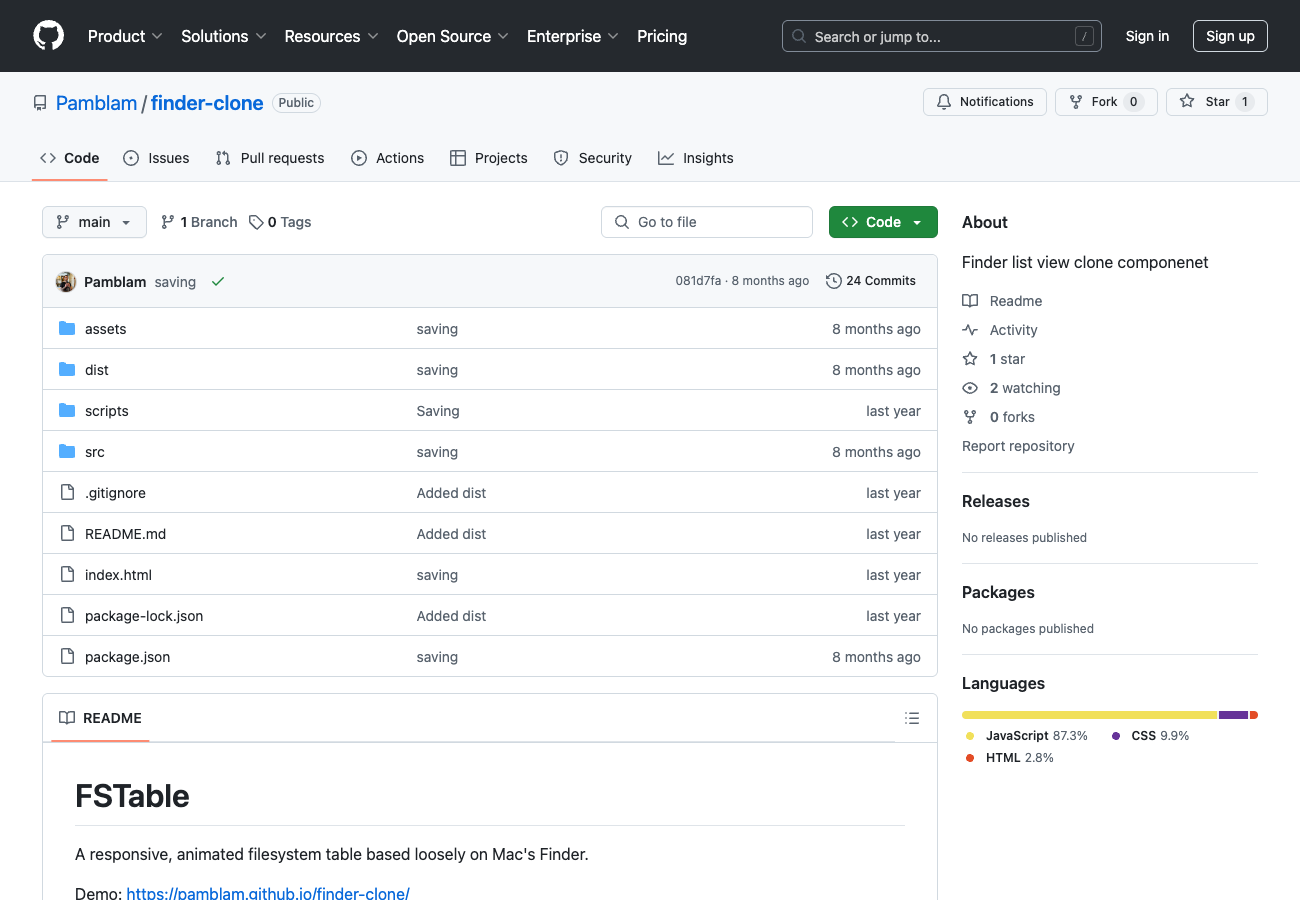 Product Solutions Resources Open Source Enterprise Pricing Search or jump to... / Sign in Sign up
Pamblam / finder-clone Public Notifications Fork 0 Star 1
Code Issues Pull requests Actions Projects Security Insights
main 1 Branch 0 Tags Go to file Code
Pamblam saving 081d7fa · 8 months ago 24 Commits
assets saving 8 months ago
dist saving 8 months ago
scripts Saving last year
src saving 8 months ago
.gitignore Added dist last year
README.md Added dist last year
index.html saving last year
package-lock.json Added dist last year
package.json saving 8 months ago
README
FSTable
A responsive, animated filesystem table based loosely on Mac's Finder.
Demo: https://pamblam.github.io/finder-clone/
About
Finder list view clone componenet
Readme
Activity
1 star
2 watching
0 forks
Report repository
Releases
No releases published
Packages
No packages published
Languages
JavaScript 87.3% CSS 9.9%
HTML 2.8%